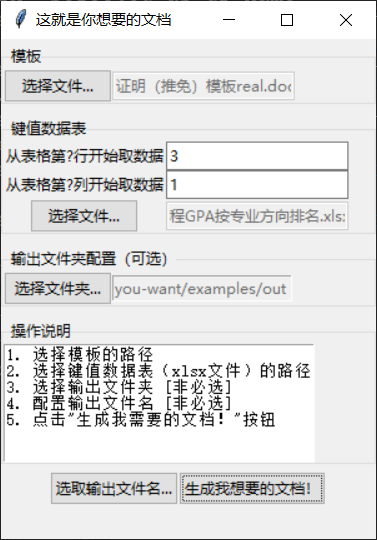 这就是你想要的文档
模板
选择文件...
证明（推免）模板real.doc
键值数据表
从表格第?行开始取数据 3
从表格第?列开始取数据 1
选择文件...
程GPA按专业方向排名.xls
输出文件夹配置（可选）
选择文件夹...
you-want/examples/out
操作说明
1. 选择模板的路径
2. 选择键值数据表（xlsx文件）的路径
3. 选择输出文件夹 [非必选]
4. 配置输出文件名 [非必选]
5. 点击"生成我需要的文档！"按钮
选取输出文件名...
生成我想要的文档!